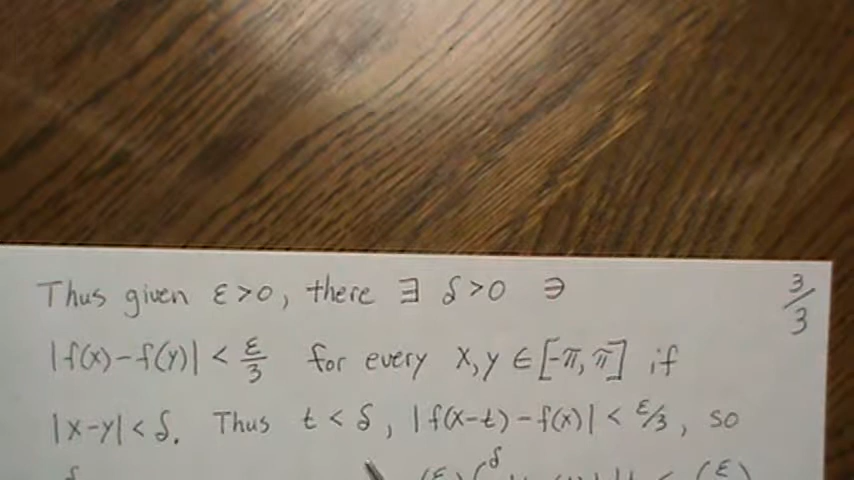 Thus given ε>0, there ∃ δ>0 ∋
3/3
|f(x)-f(y)| < ε/3 for every x,y ∈ [-π, π] if
|x-y| < δ. Thus t < δ, |f(x-t)-f(x)| < ε/3, so